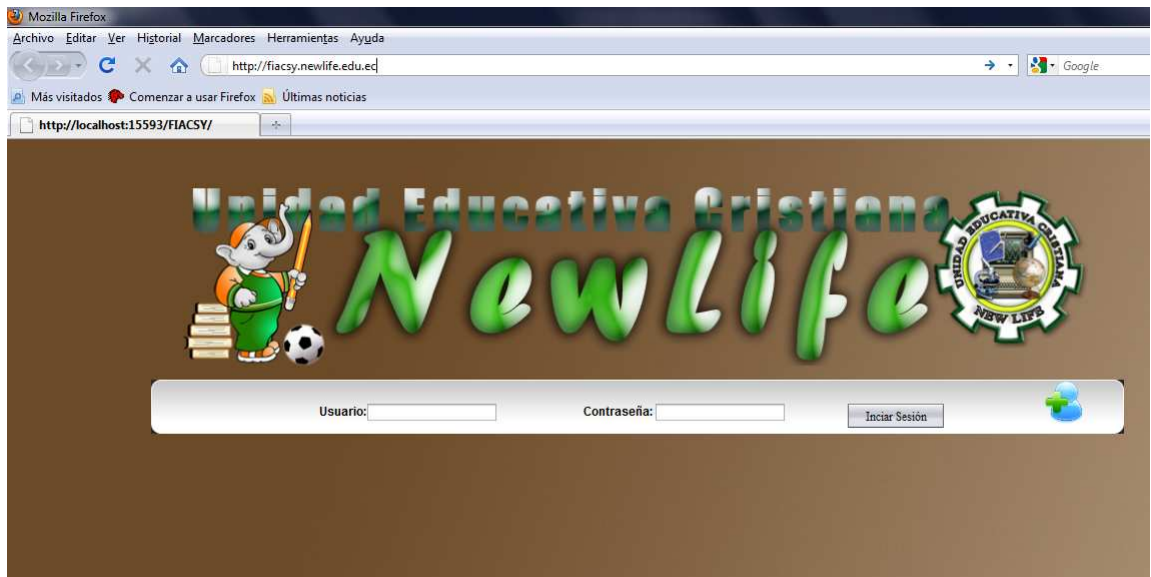 Mozilla Firefox
Archivo Editar Ver Historial Marcadores Herramientas Ayuda
http://fiacsy.newlife.edu.ec
Google
Más visitados Comenzar a usar Firefox Últimas noticias
http://localhost:15593/FIACSY/
Unidad Educativa Cristiana
NewLife
UNIDAD EDUCATIVA CRISTIANA
NEW LIFE
Usuario:
Contraseña:
Inciar Sesión